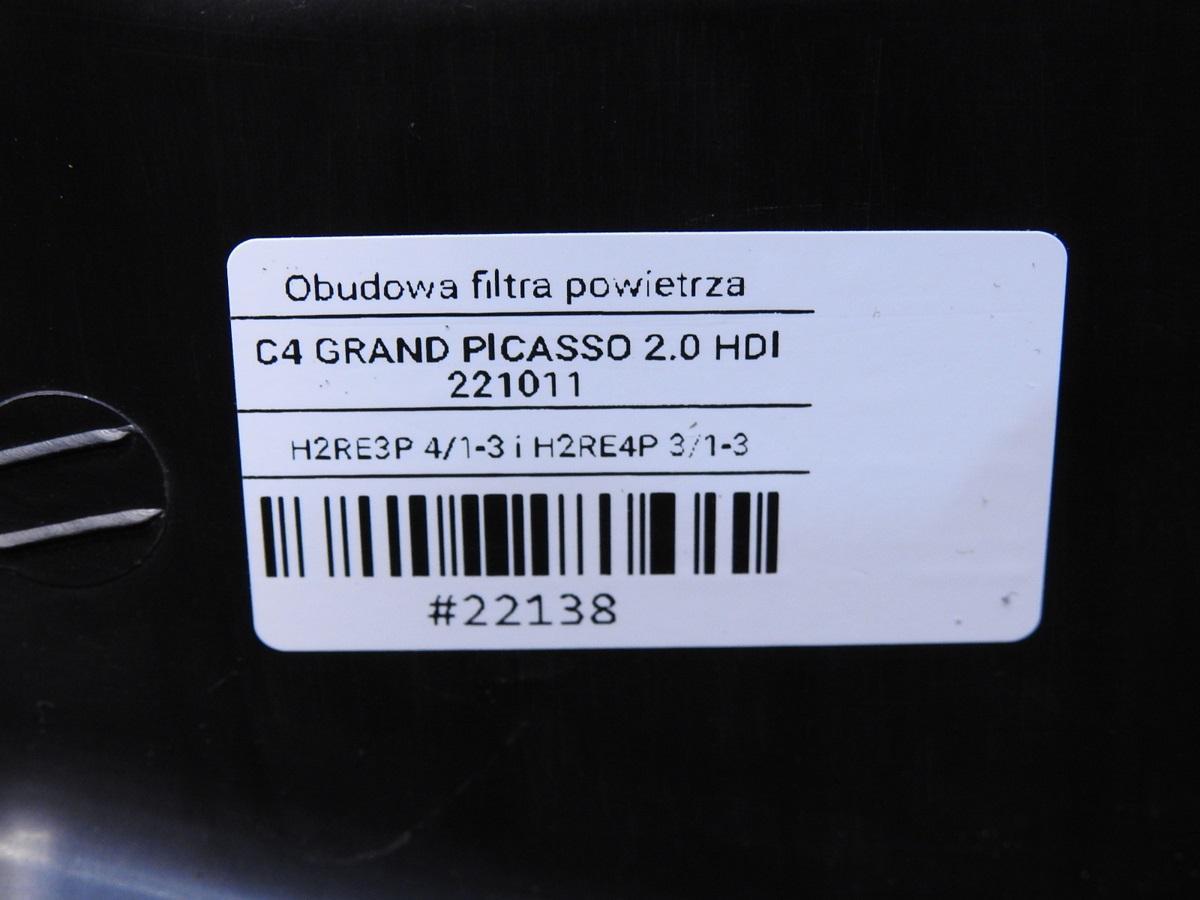 Obudowa filtra powietrza
C4 GRAND PICASSO 2.0 HDI
221011
H2RE3P 4/1-3 i H2RE4P 3/1-3
#22138